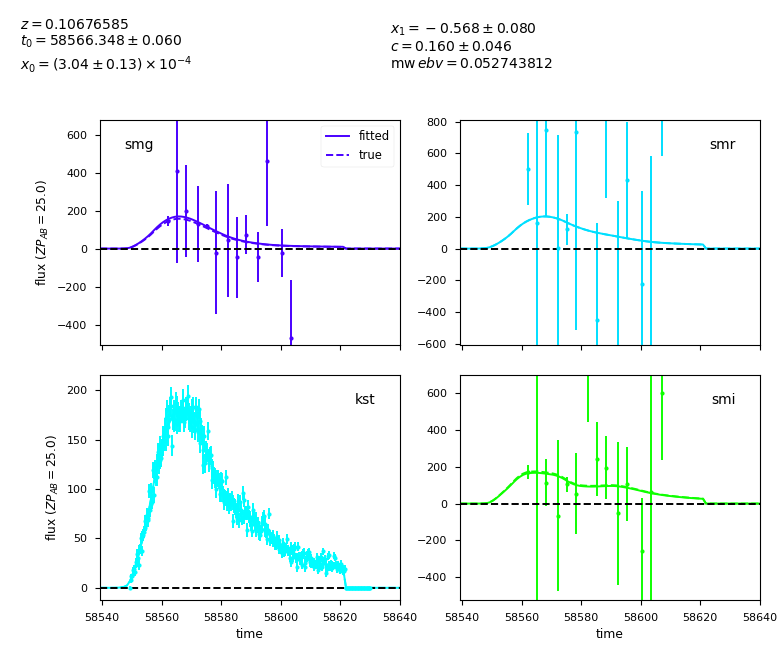 z = 0.10676585
t₀ = 58566.348 ± 0.060
x₀ = (3.04 ± 0.13) × 10⁻⁴
x₁ = −0.568 ± 0.080
c = 0.160 ± 0.046
mw ebv = 0.052743812
smg
fitted
true
600
400
200
0
−200
−400
flux (ZP_AB = 25.0)
smr
800
600
400
200
0
−200
−400
−600
kst
200
150
100
50
0
flux (ZP_AB = 25.0)
58540
58560
58580
58600
58620
58640
time
smi
600
400
200
0
−200
−400
58540
58560
58580
58600
58620
58640
time